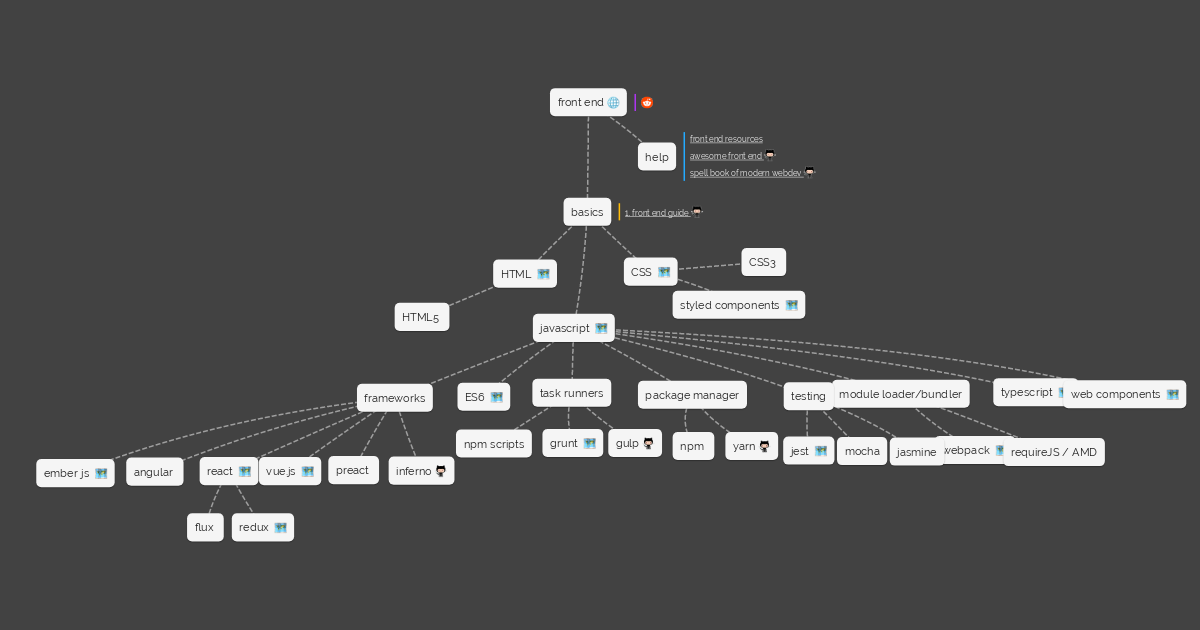 front end
help
front end resources
awesome front end
spell book of modern webdev
basics
1. front end guide
HTML
CSS
CSS3
HTML5
styled components
javascript
frameworks
ES6
task runners
package manager
testing
module loader/bundler
typescript
web components
npm scripts
grunt
gulp
npm
yarn
jest
mocha
jasmine
webpack
requireJS / AMD
ember js
angular
react
vue.js
preact
inferno
flux
redux